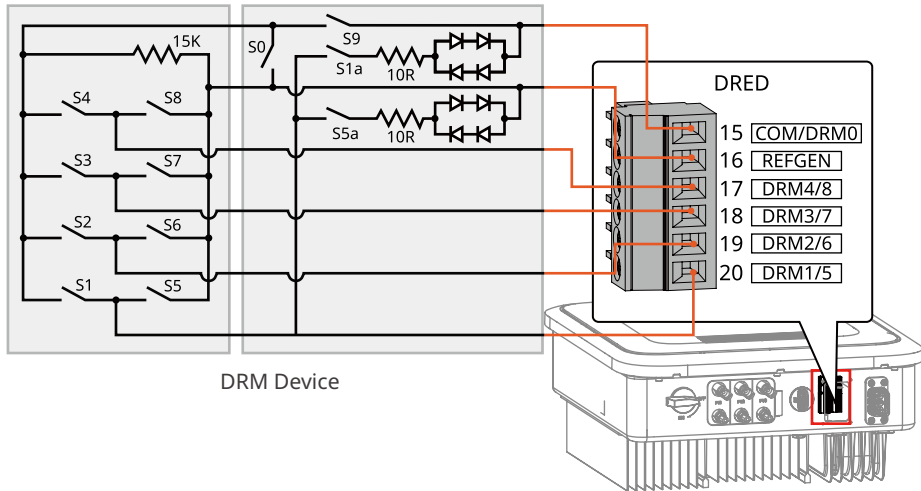 15K
S0
S9
S1a
10R
S4
S8
S5a
10R
S3
S7
S2
S6
S1
S5
DRM Device
DRED
15 COM/DRM0
16 REFGEN
17 DRM4/8
18 DRM3/7
19 DRM2/6
20 DRM1/5